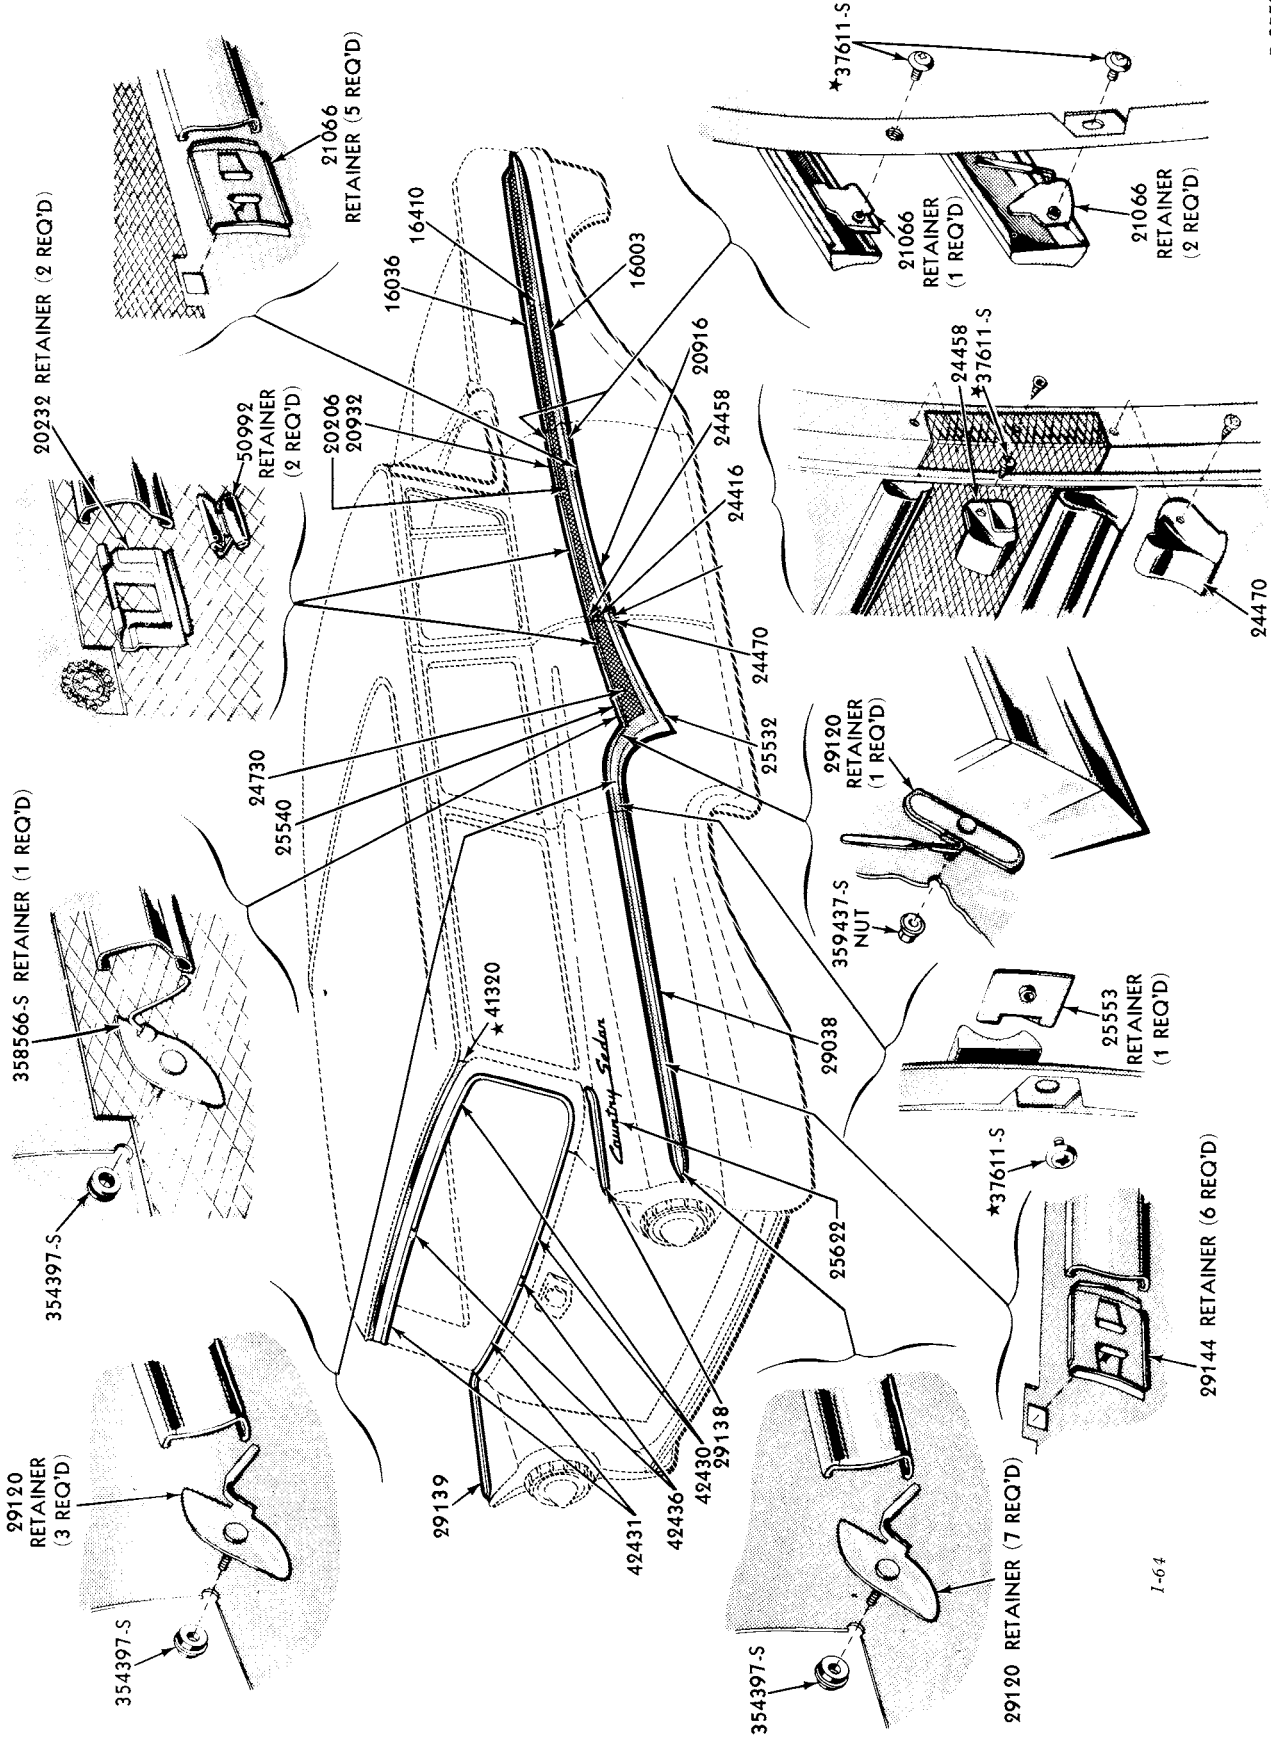 29120
RETAINER
(3 REQ'D)
354397-S
354397-S
358566-S RETAINER (1 REQ'D)
20232 RETAINER (2 REQ'D)
50992
RETAINER
(2 REQ'D)
21066
RETAINER (5 REQ'D)
24730
25540
20206
20932
16036
16410
16003
29139
★41320
Country Sedan
42431
42436
42430
29138
25622
29038
25532
24470
24416
24458
20916
354397-S
29120 RETAINER (7 REQ'D)
29144 RETAINER (6 REQ'D)
★37611-S
25553
RETAINER
(1 REQ'D)
359437-S
NUT
29120
RETAINER
(1 REQ'D)
24470
24458
★37611-S
21066
RETAINER
(1 REQ'D)
21066
RETAINER
(2 REQ'D)
★37611-S
1-64